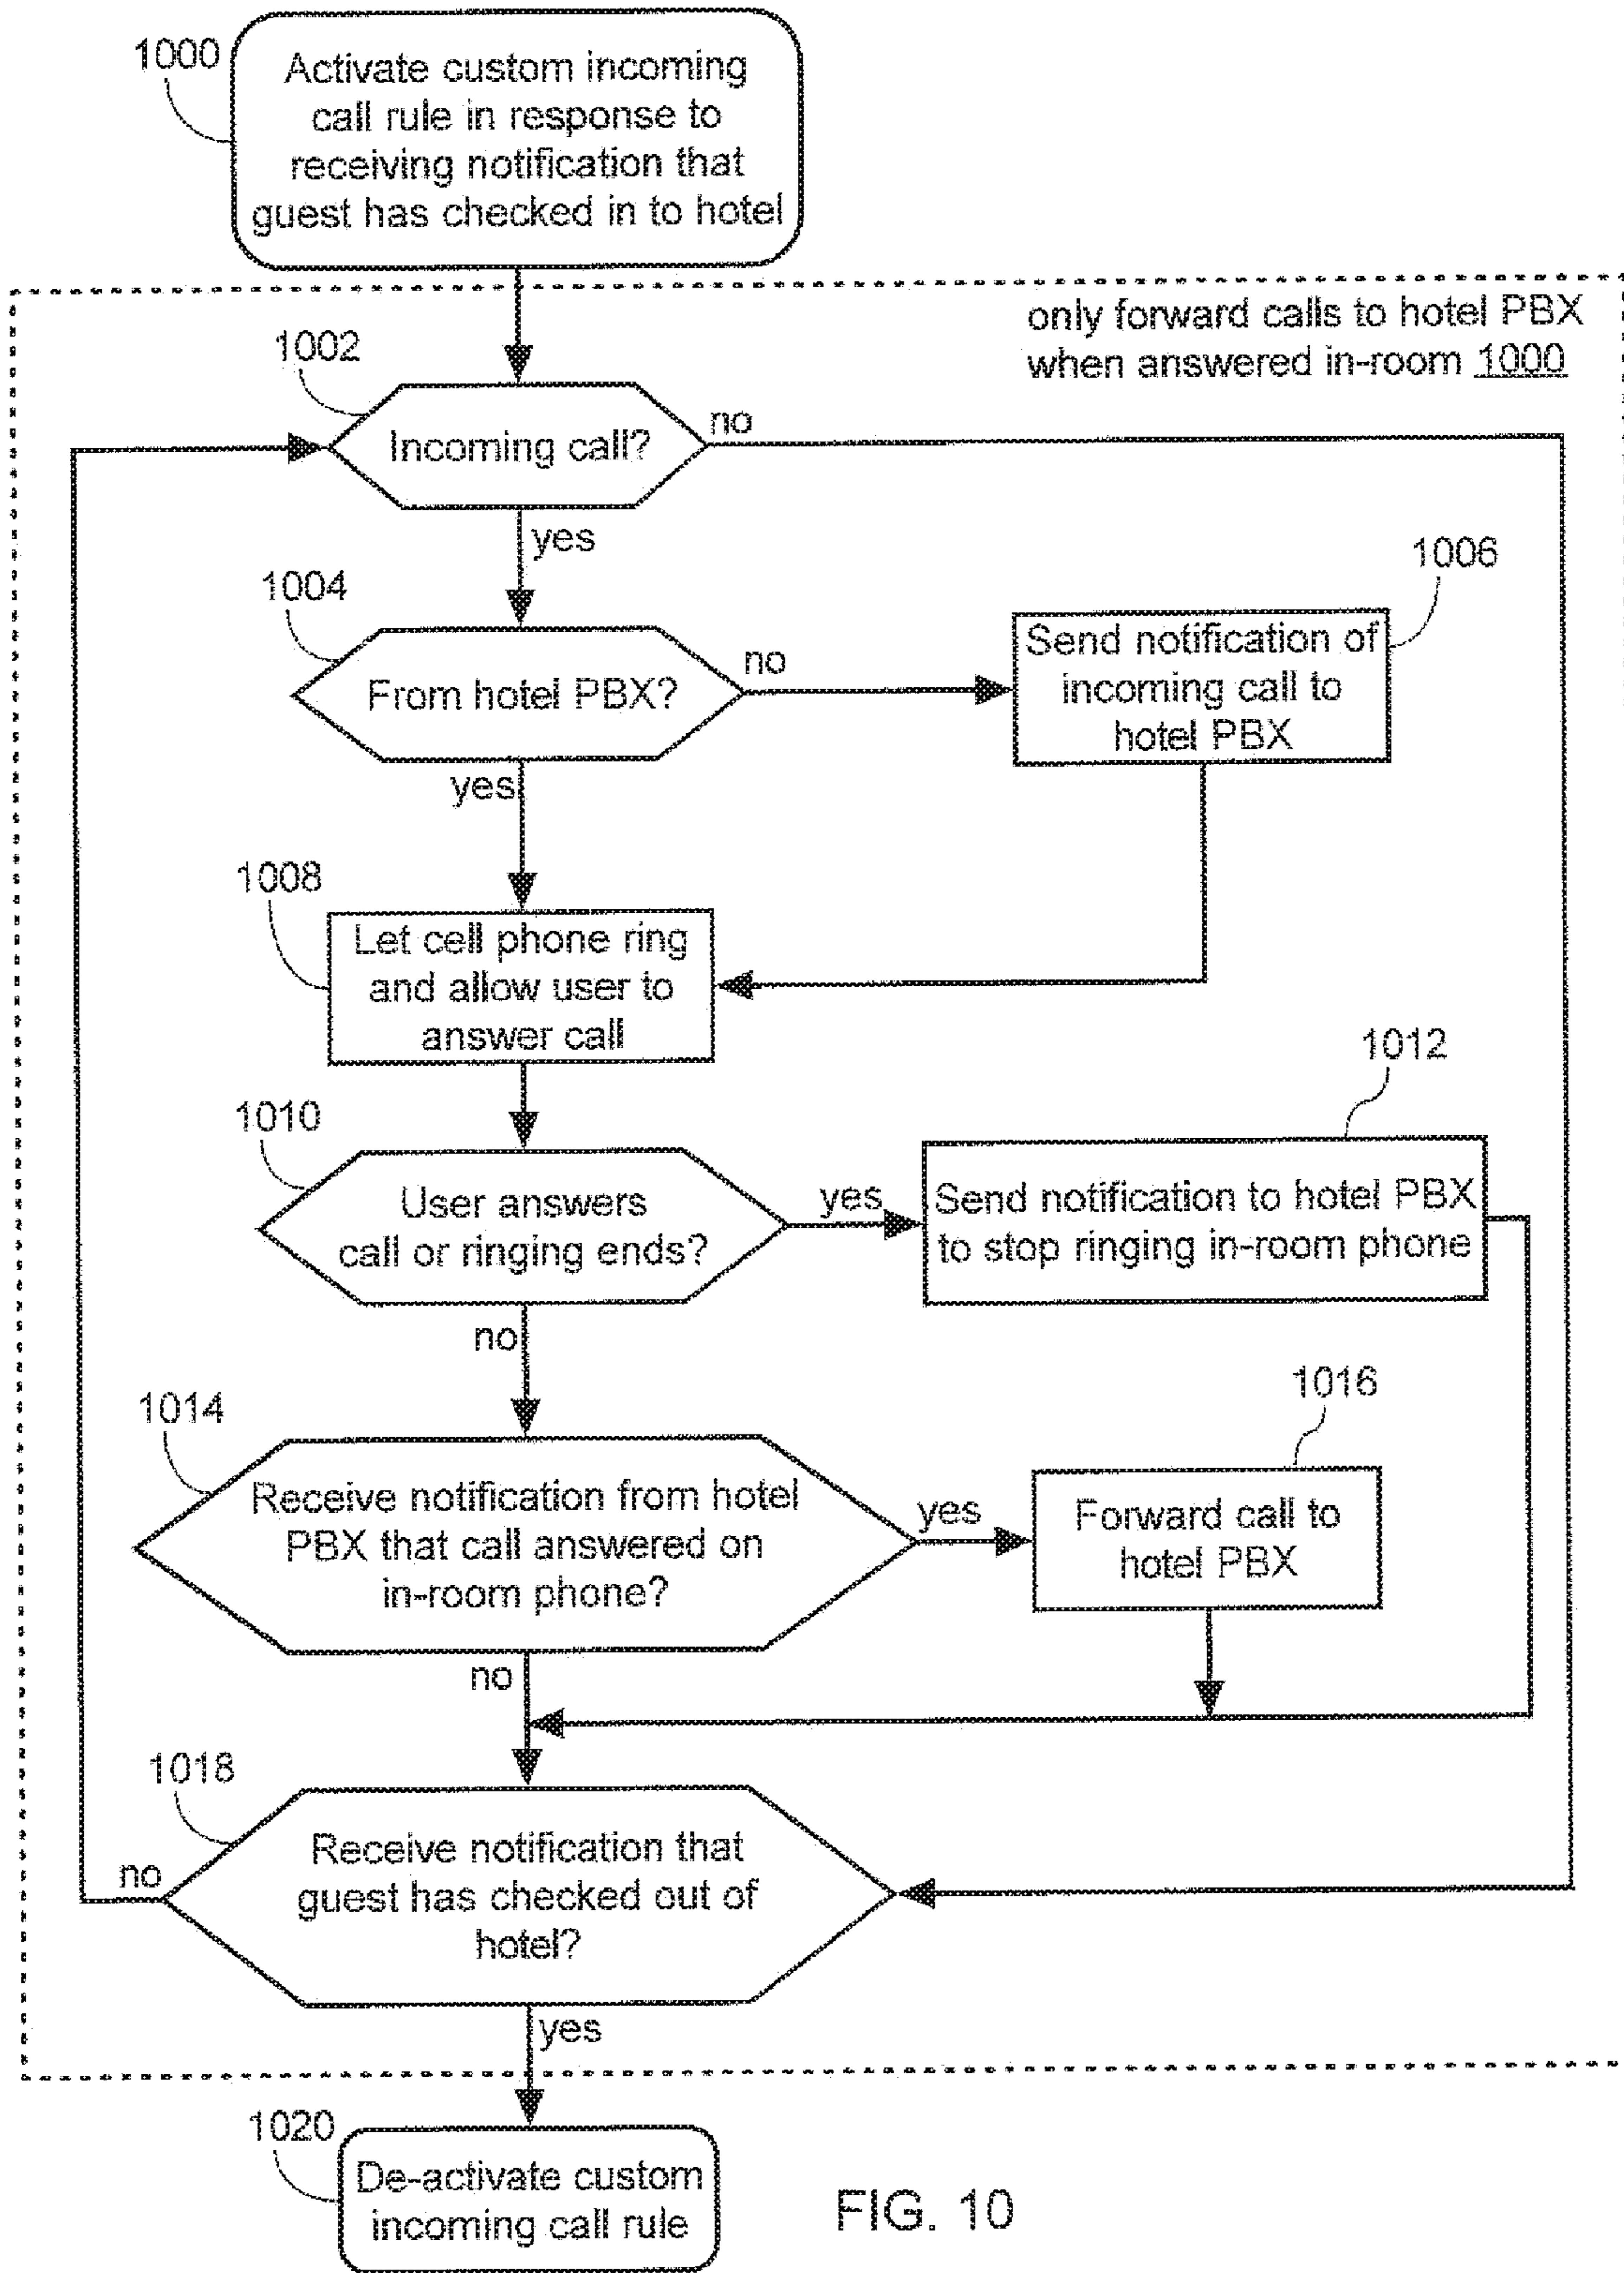 1000
Activate custom incoming
call rule in response to
receiving notification that
guest has checked in to hotel
only forward calls to hotel PBX
when answered in-room 1000
1002
Incoming call?
no
yes
1004
From hotel PBX?
no
yes
1006
Send notification of
incoming call to
hotel PBX
1008
Let cell phone ring
and allow user to
answer call
1010
User answers
call or ringing ends?
yes
no
1012
Send notification to hotel PBX
to stop ringing in-room phone
1014
Receive notification from hotel
PBX that call answered on
in-room phone?
yes
no
1016
Forward call to
hotel PBX
1018
Receive notification that
guest has checked out of
hotel?
no
yes
1020
De-activate custom
incoming call rule
FIG. 10